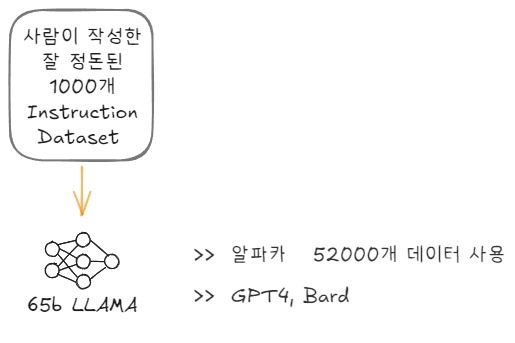 사람이 작성한
잘 정돈된
1000개
Instruction
Dataset
>> 알파카 52000개 데이터 사용
65b LLAMA
>> GPT4, Bard